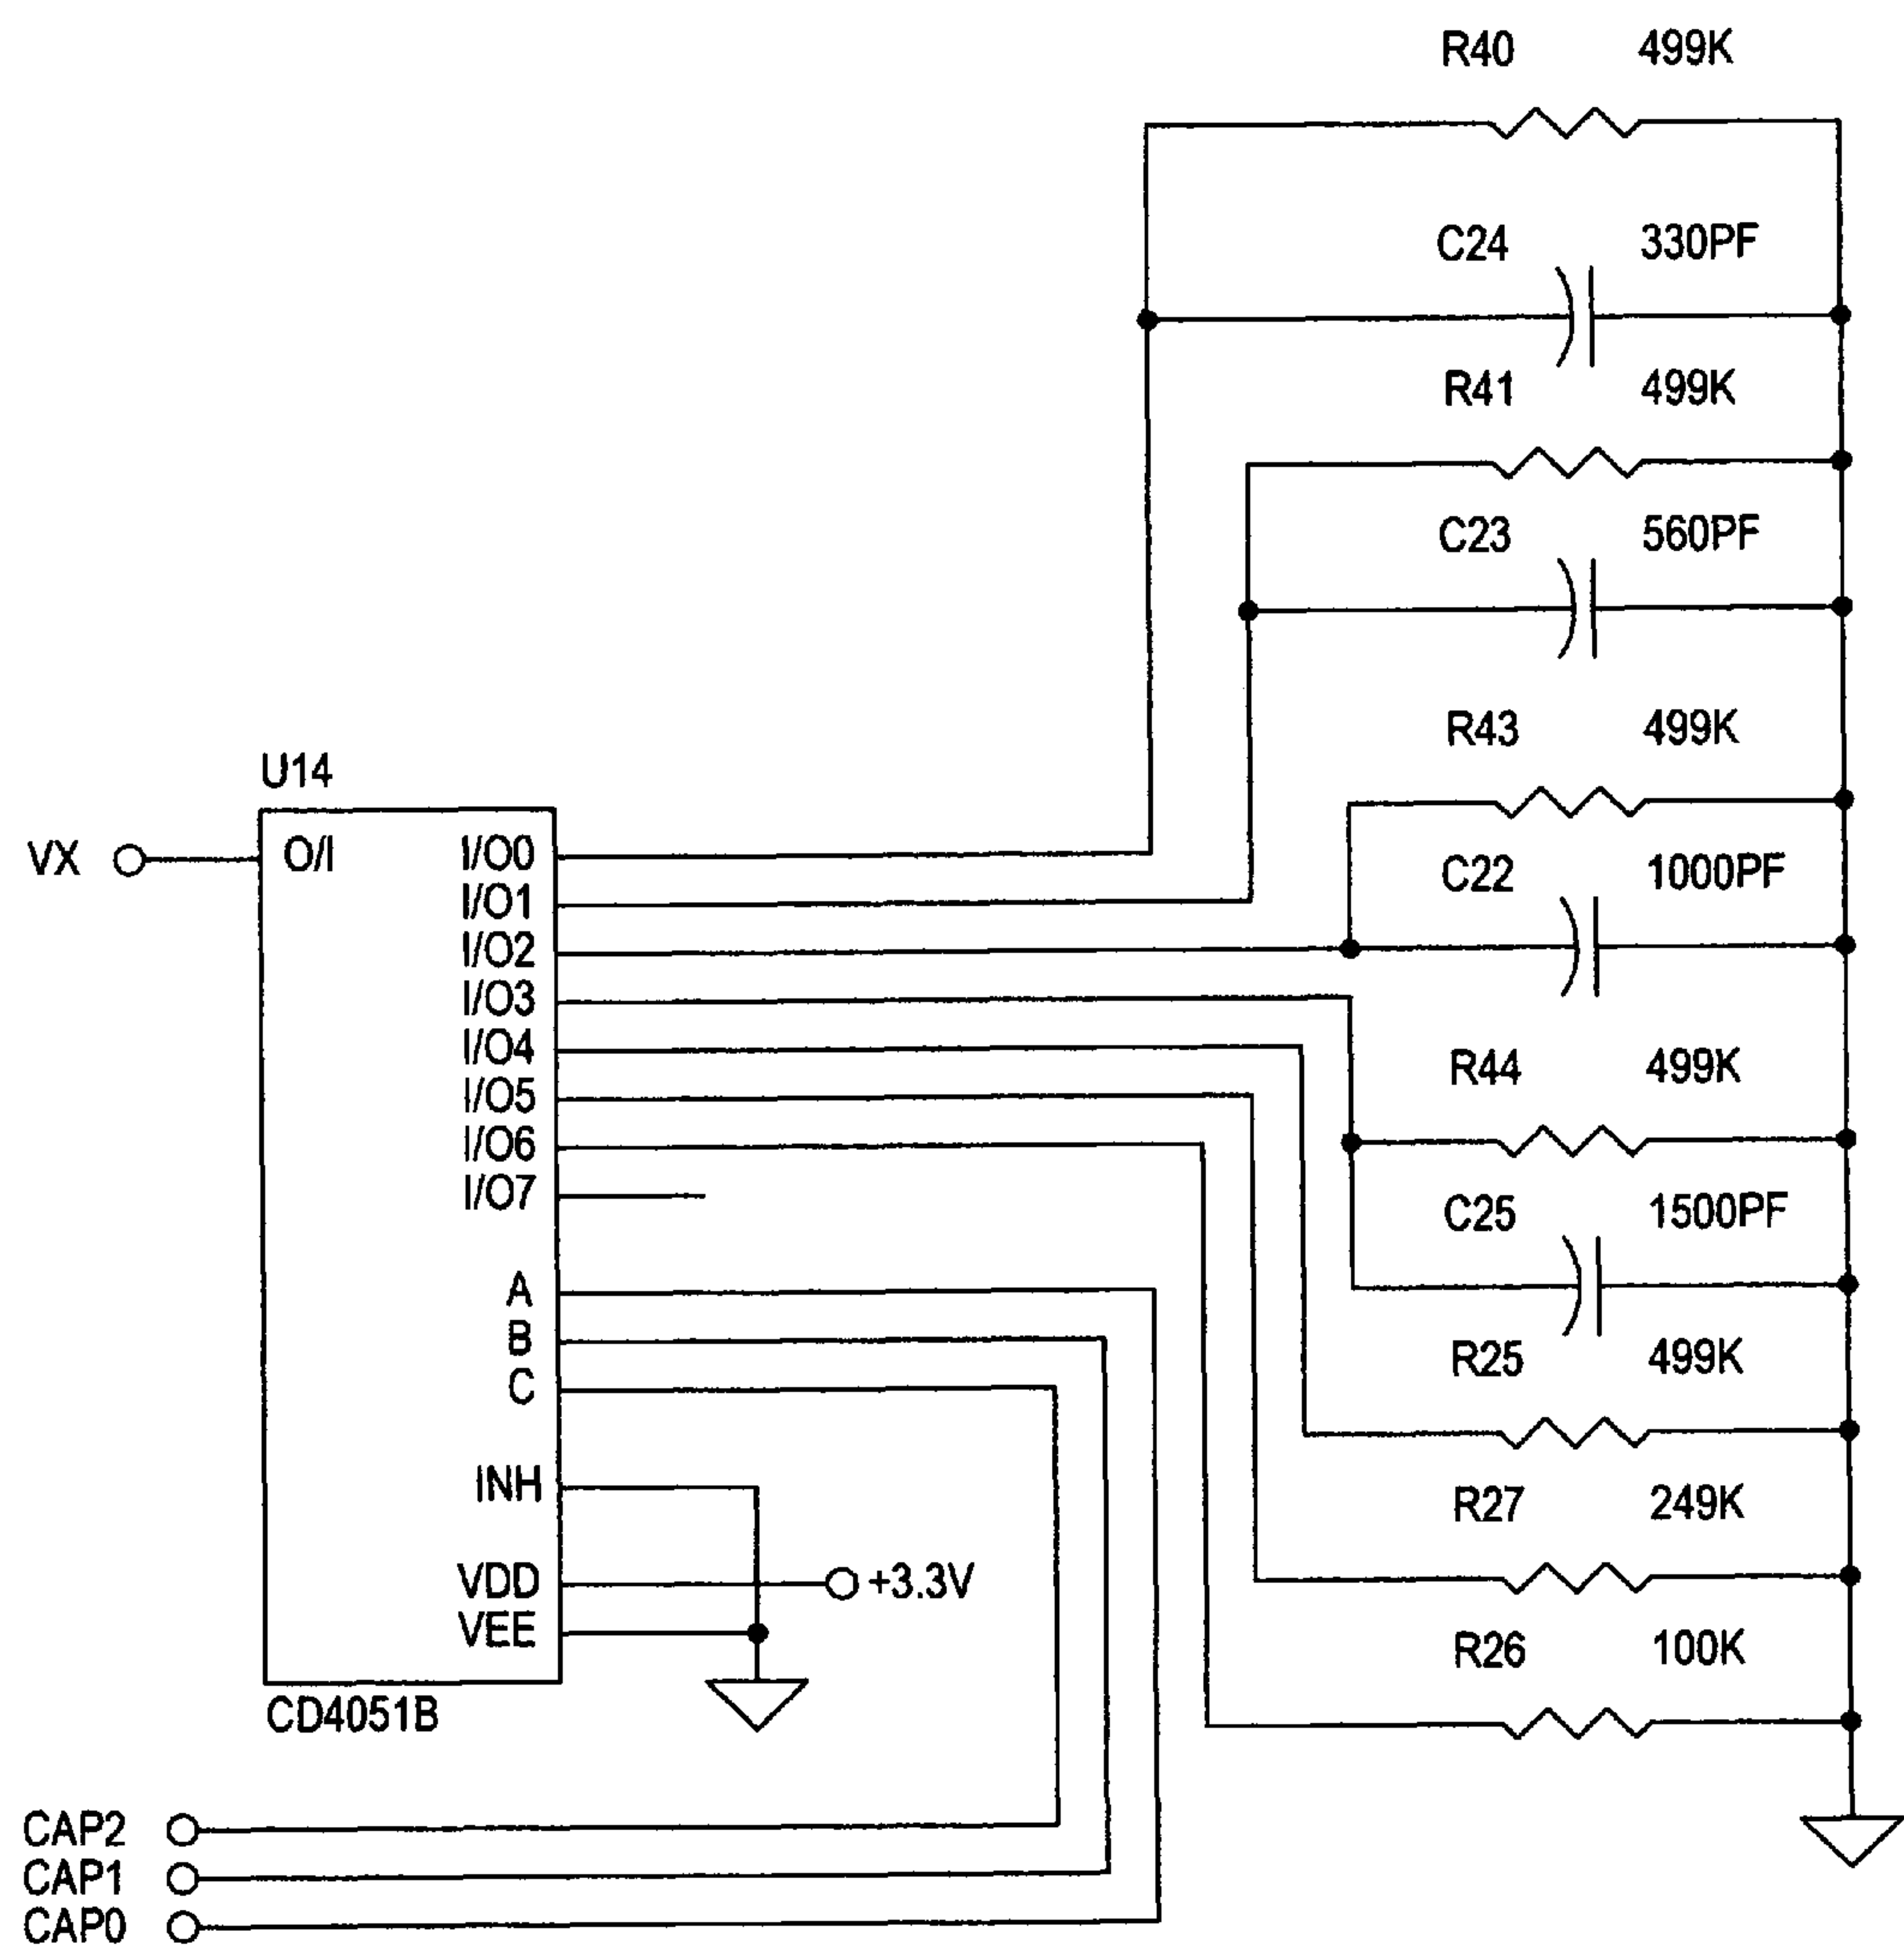 R40 499K
C24 330PF
R41 499K
C23 560PF
R43 499K
U14
VX O/I I/O0
C22 1000PF
I/O1
I/O2
I/O3
I/O4
R44 499K
I/O5
I/O6
I/O7
C25 1500PF
A
B
R25 499K
C
INH
R27 249K
VDD +3.3V
VEE
R26 100K
CD4051B
CAP2
CAP1
CAP0